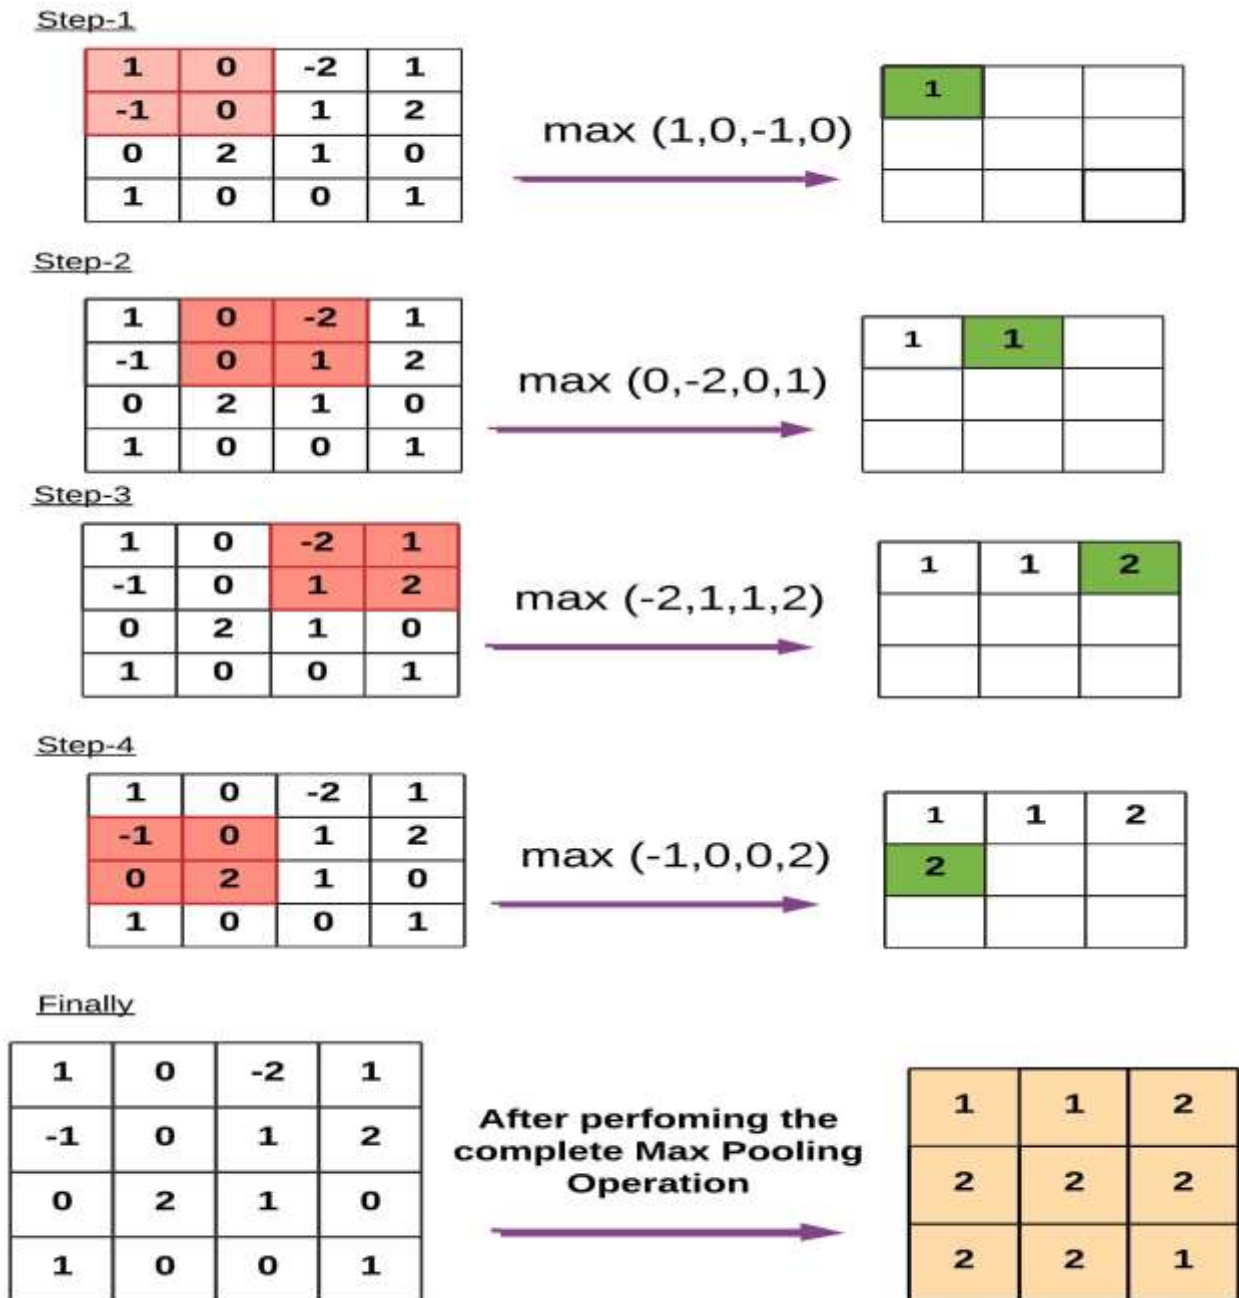 Step-1
1 0 -2 1
-1 0 1 2
0 2 1 0
1 0 0 1
max (1,0,-1,0)
1
Step-2
1 0 -2 1
-1 0 1 2
0 2 1 0
1 0 0 1
max (0,-2,0,1)
1 1
Step-3
1 0 -2 1
-1 0 1 2
0 2 1 0
1 0 0 1
max (-2,1,1,2)
1 1 2
Step-4
1 0 -2 1
-1 0 1 2
0 2 1 0
1 0 0 1
max (-1,0,0,2)
1 1 2
2
Finally
1 0 -2 1
-1 0 1 2
0 2 1 0
1 0 0 1
After perfoming the
complete Max Pooling
Operation
1 1 2
2 2 2
2 2 1